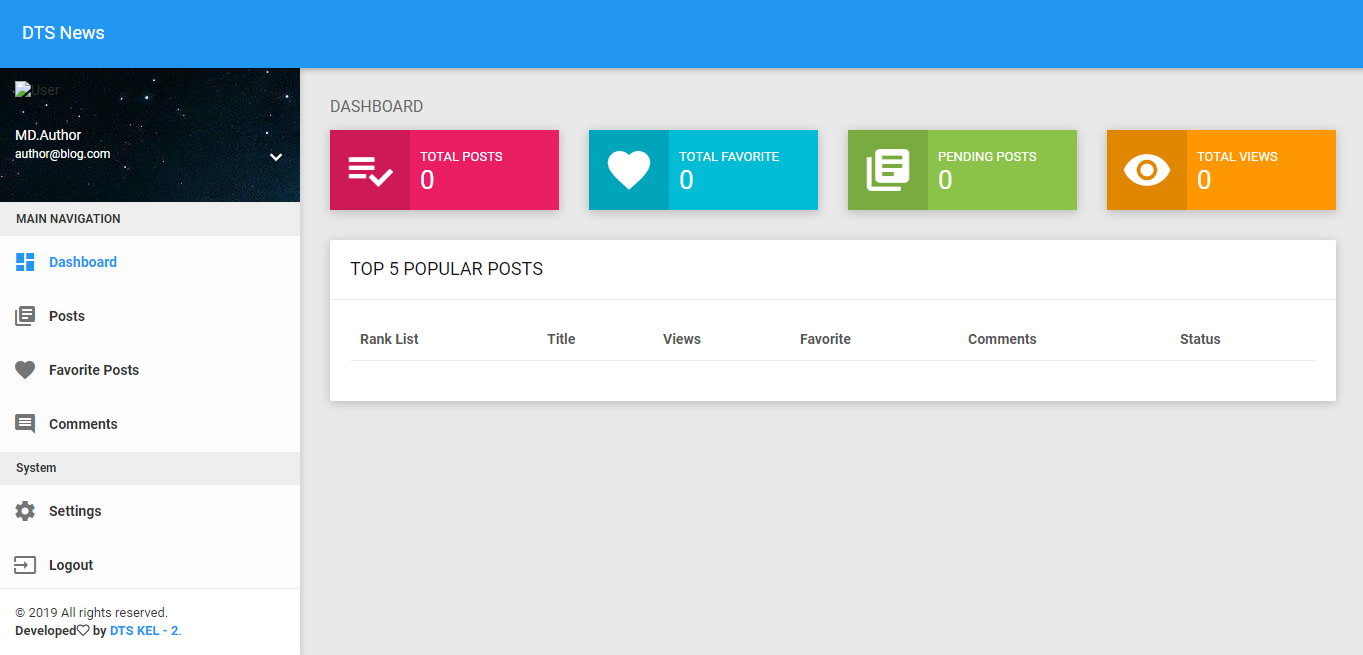 DTS News
User
MD.Author
author@blog.com
MAIN NAVIGATION
Dashboard
Posts
Favorite Posts
Comments
System
Settings
Logout
© 2019 All rights reserved.
Developed♡ by DTS KEL - 2.
DASHBOARD
TOTAL POSTS
0
TOTAL FAVORITE
0
PENDING POSTS
0
TOTAL VIEWS
0
TOP 5 POPULAR POSTS
Rank List Title Views Favorite Comments Status